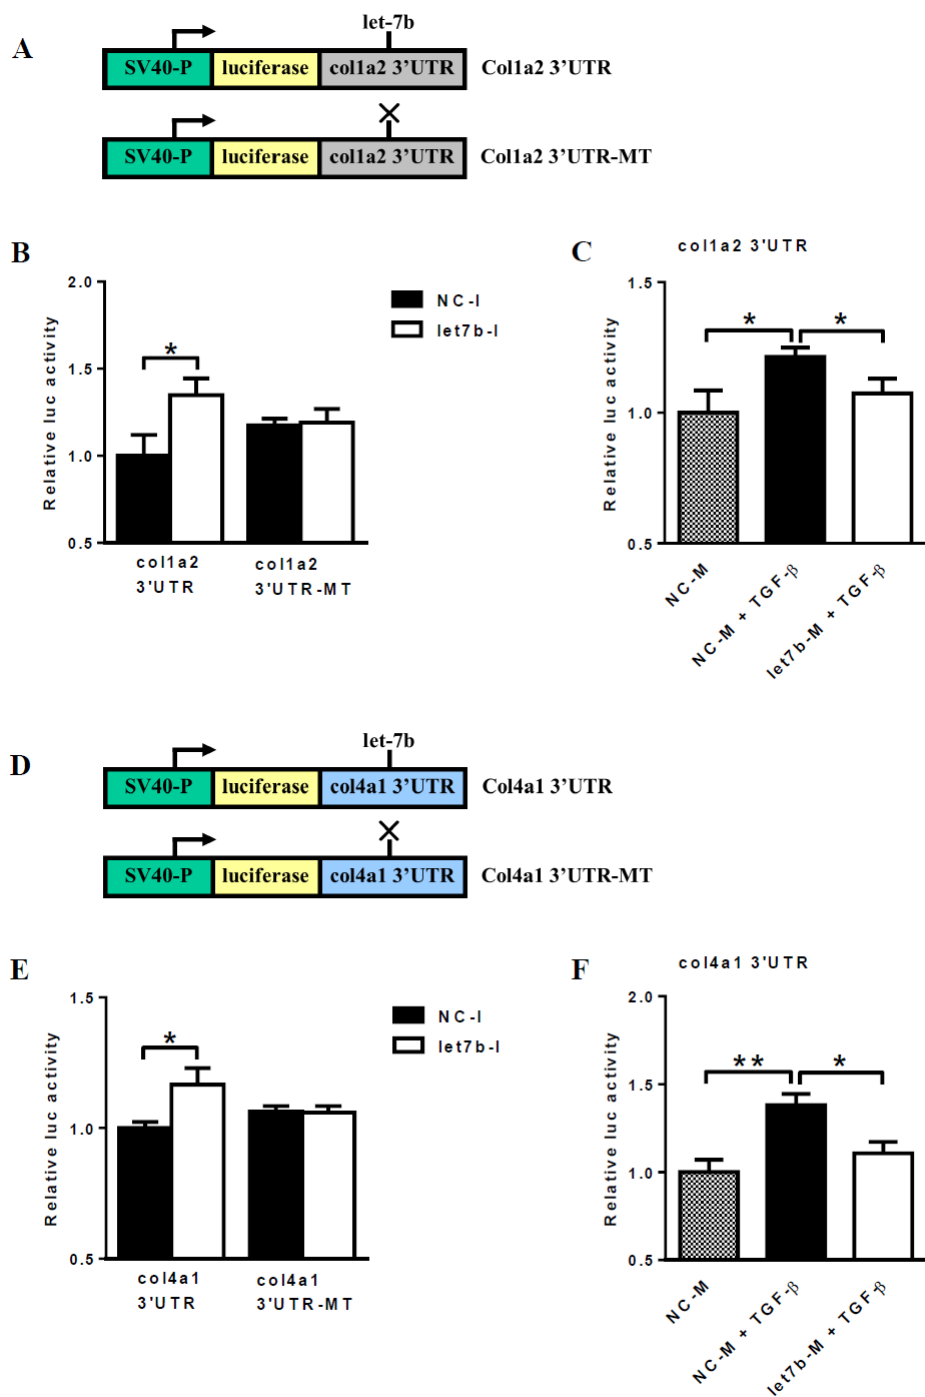 A
let-7b
SV40-P luciferase col1a2 3’UTR Col1a2 3’UTR
SV40-P luciferase col1a2 3’UTR Col1a2 3’UTR-MT
B
2.0
1.5
1.0
0.5
Relative luc activity
*
NC-I
let7b-I
col1a2 3'UTR
col1a2 3'UTR-MT
C
col1a2 3'UTR
1.5
1.0
0.5
Relative luc activity
* *
NC-M
NC-M + TGF-β
let7b-M + TGF-β
D
let-7b
SV40-P luciferase col4a1 3’UTR Col4a1 3’UTR
SV40-P luciferase col4a1 3’UTR Col4a1 3’UTR-MT
E
1.5
1.0
0.5
Relative luc activity
*
NC-I
let7b-I
col4a1 3'UTR
col4a1 3'UTR-MT
F
col4a1 3'UTR
2.0
1.5
1.0
0.5
Relative luc activity
** *
NC-M
NC-M + TGF-β
let7b-M + TGF-β